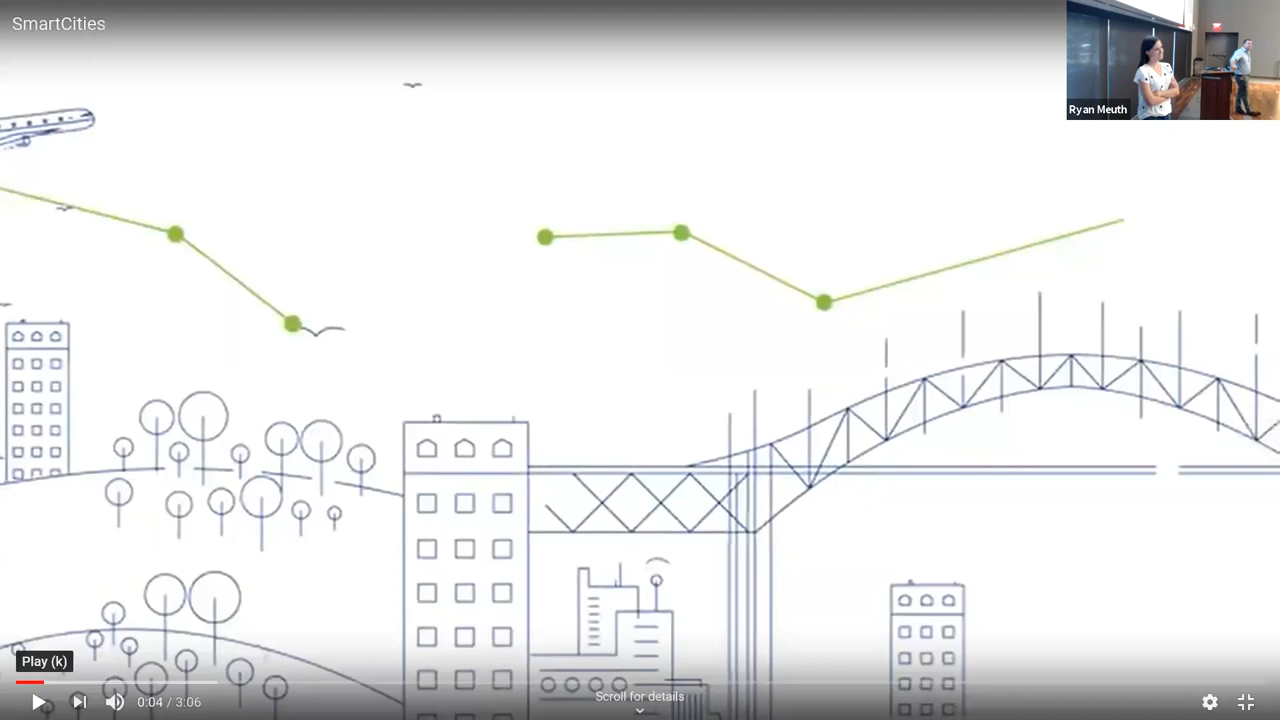 SmartCities
Ryan Meuth
Play (k)
0:04 / 3:06
Scroll for details